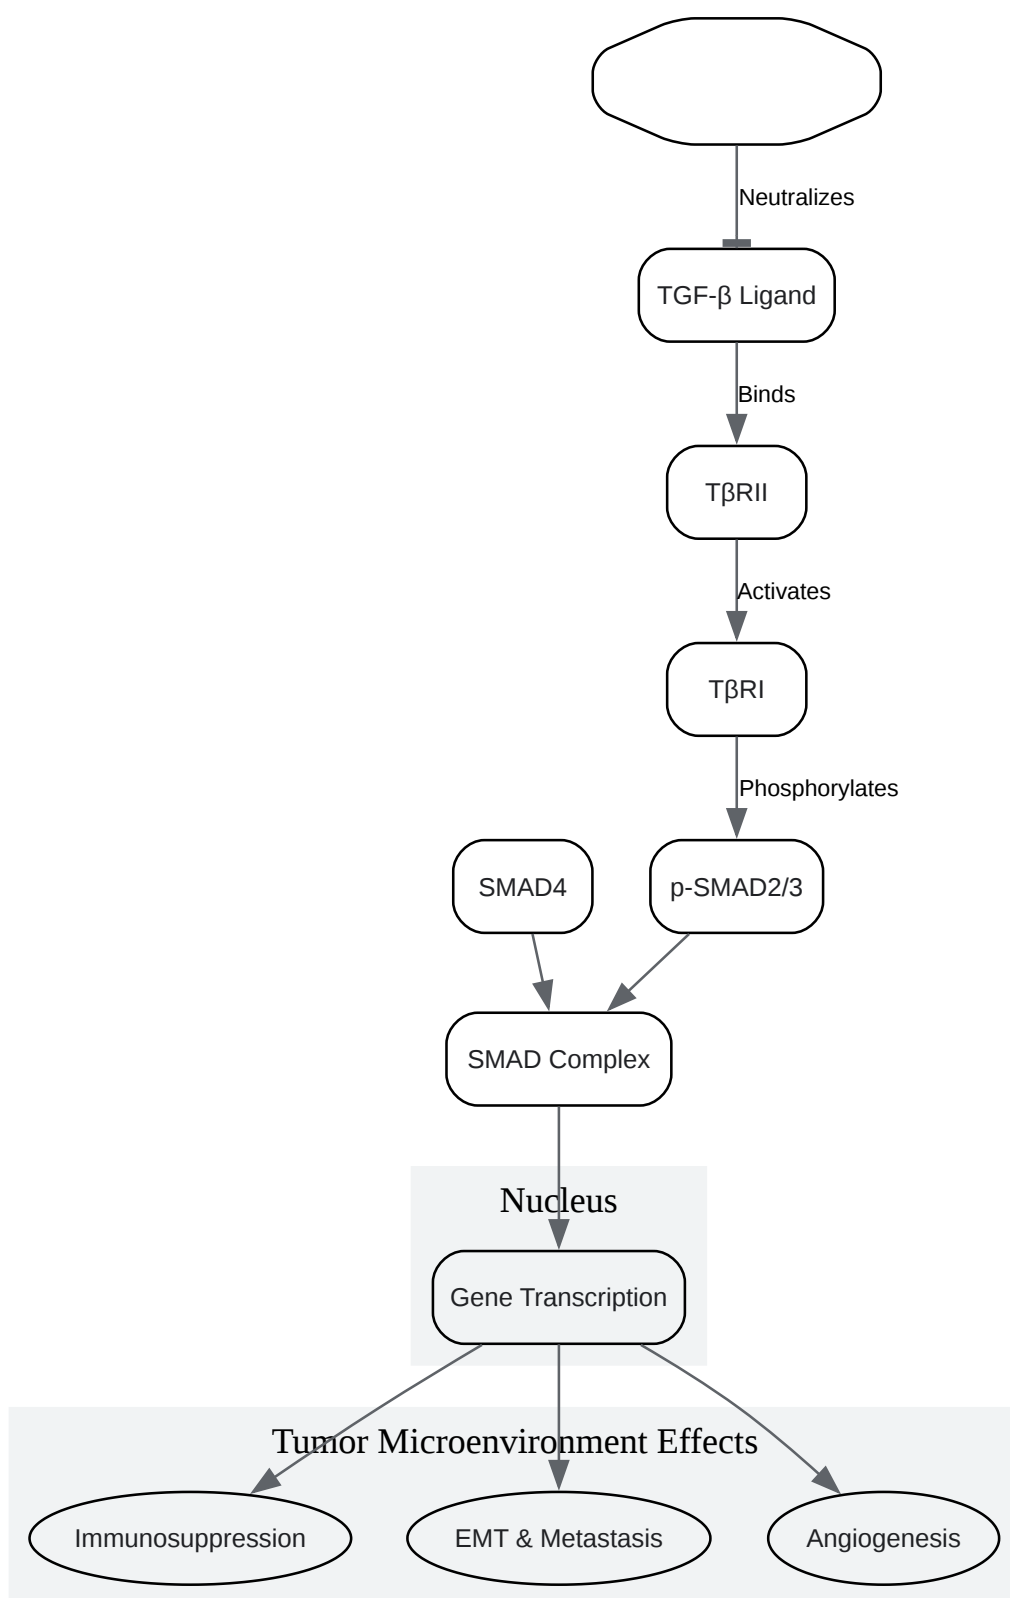 Neutralizes
TGF-β Ligand
Binds
TβRII
Activates
TβRI
Phosphorylates
SMAD4
p-SMAD2/3
SMAD Complex
Nucleus
Gene Transcription
Tumor Microenvironment Effects
Immunosuppression
EMT & Metastasis
Angiogenesis